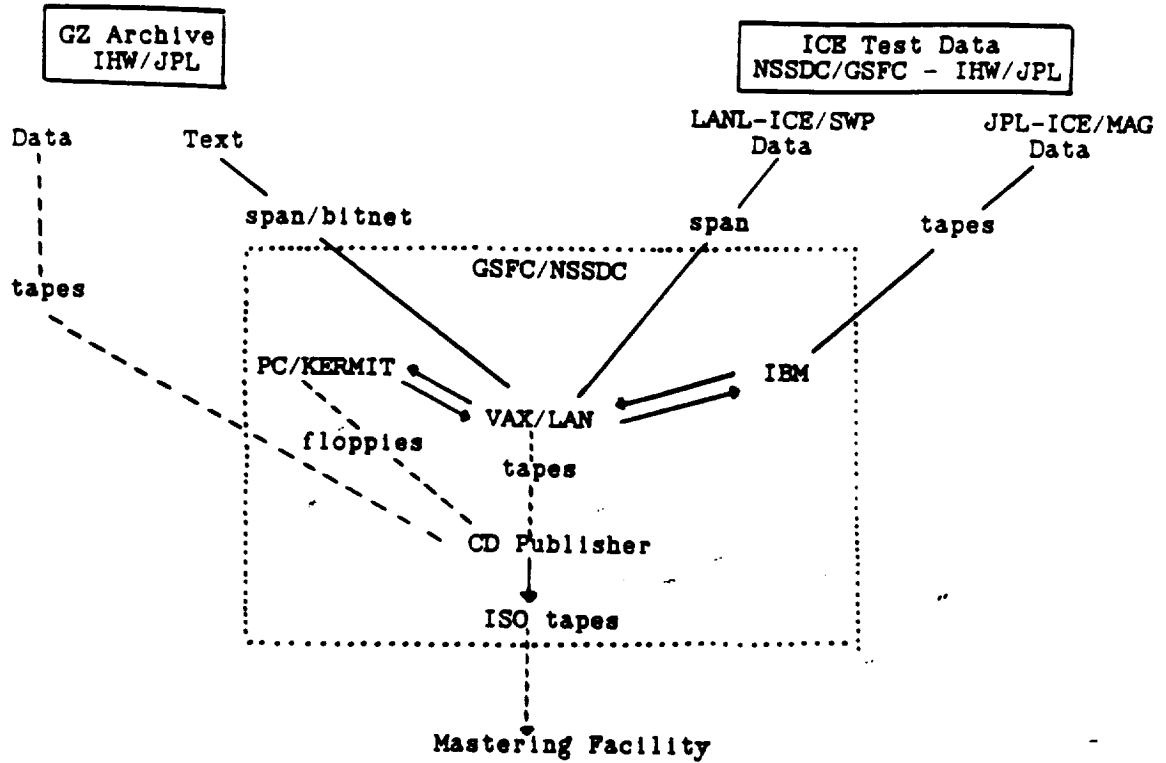 GZ Archive
IHW/JPL
ICE Test Data
NSSDC/GSFC - IHW/JPL
Data
Text
LANL-ICE/SWP
Data
JPL-ICE/MAG
Data
span/bitnet
span
tapes
GSFC/NSSDC
tapes
PC/KERMIT
IBM
VAX/LAN
floppies
tapes
CD Publisher
ISO tapes
Mastering Facility